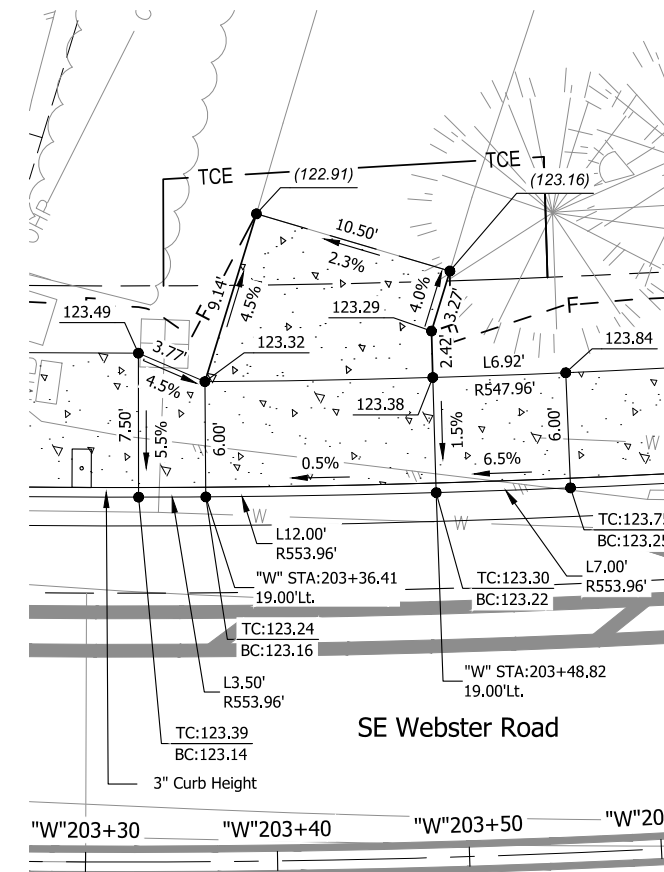 TCE
TCE
(122.91)
(123.16)
10.50'
2.3%
9.14'
4.5%
F
123.49
3.77'
4.5%
123.32
123.29
4.0%
3.27'
F
2.42'
L6.92'
R547.96'
123.84
123.38
7.50'
5.5%
6.00'
1.5%
6.00'
0.5%
6.5%
W
W
W
W
L12.00'
R553.96'
"W" STA:203+36.41
19.00'Lt.
TC:123.30
BC:123.22
L7.00'
R553.96'
TC:123.75
BC:123.25
TC:123.24
BC:123.16
L3.50'
R553.96'
"W" STA:203+48.82
19.00'Lt.
TC:123.39
BC:123.14
SE Webster Road
3" Curb Height
"W"203+30
"W"203+40
"W"203+50
"W"20